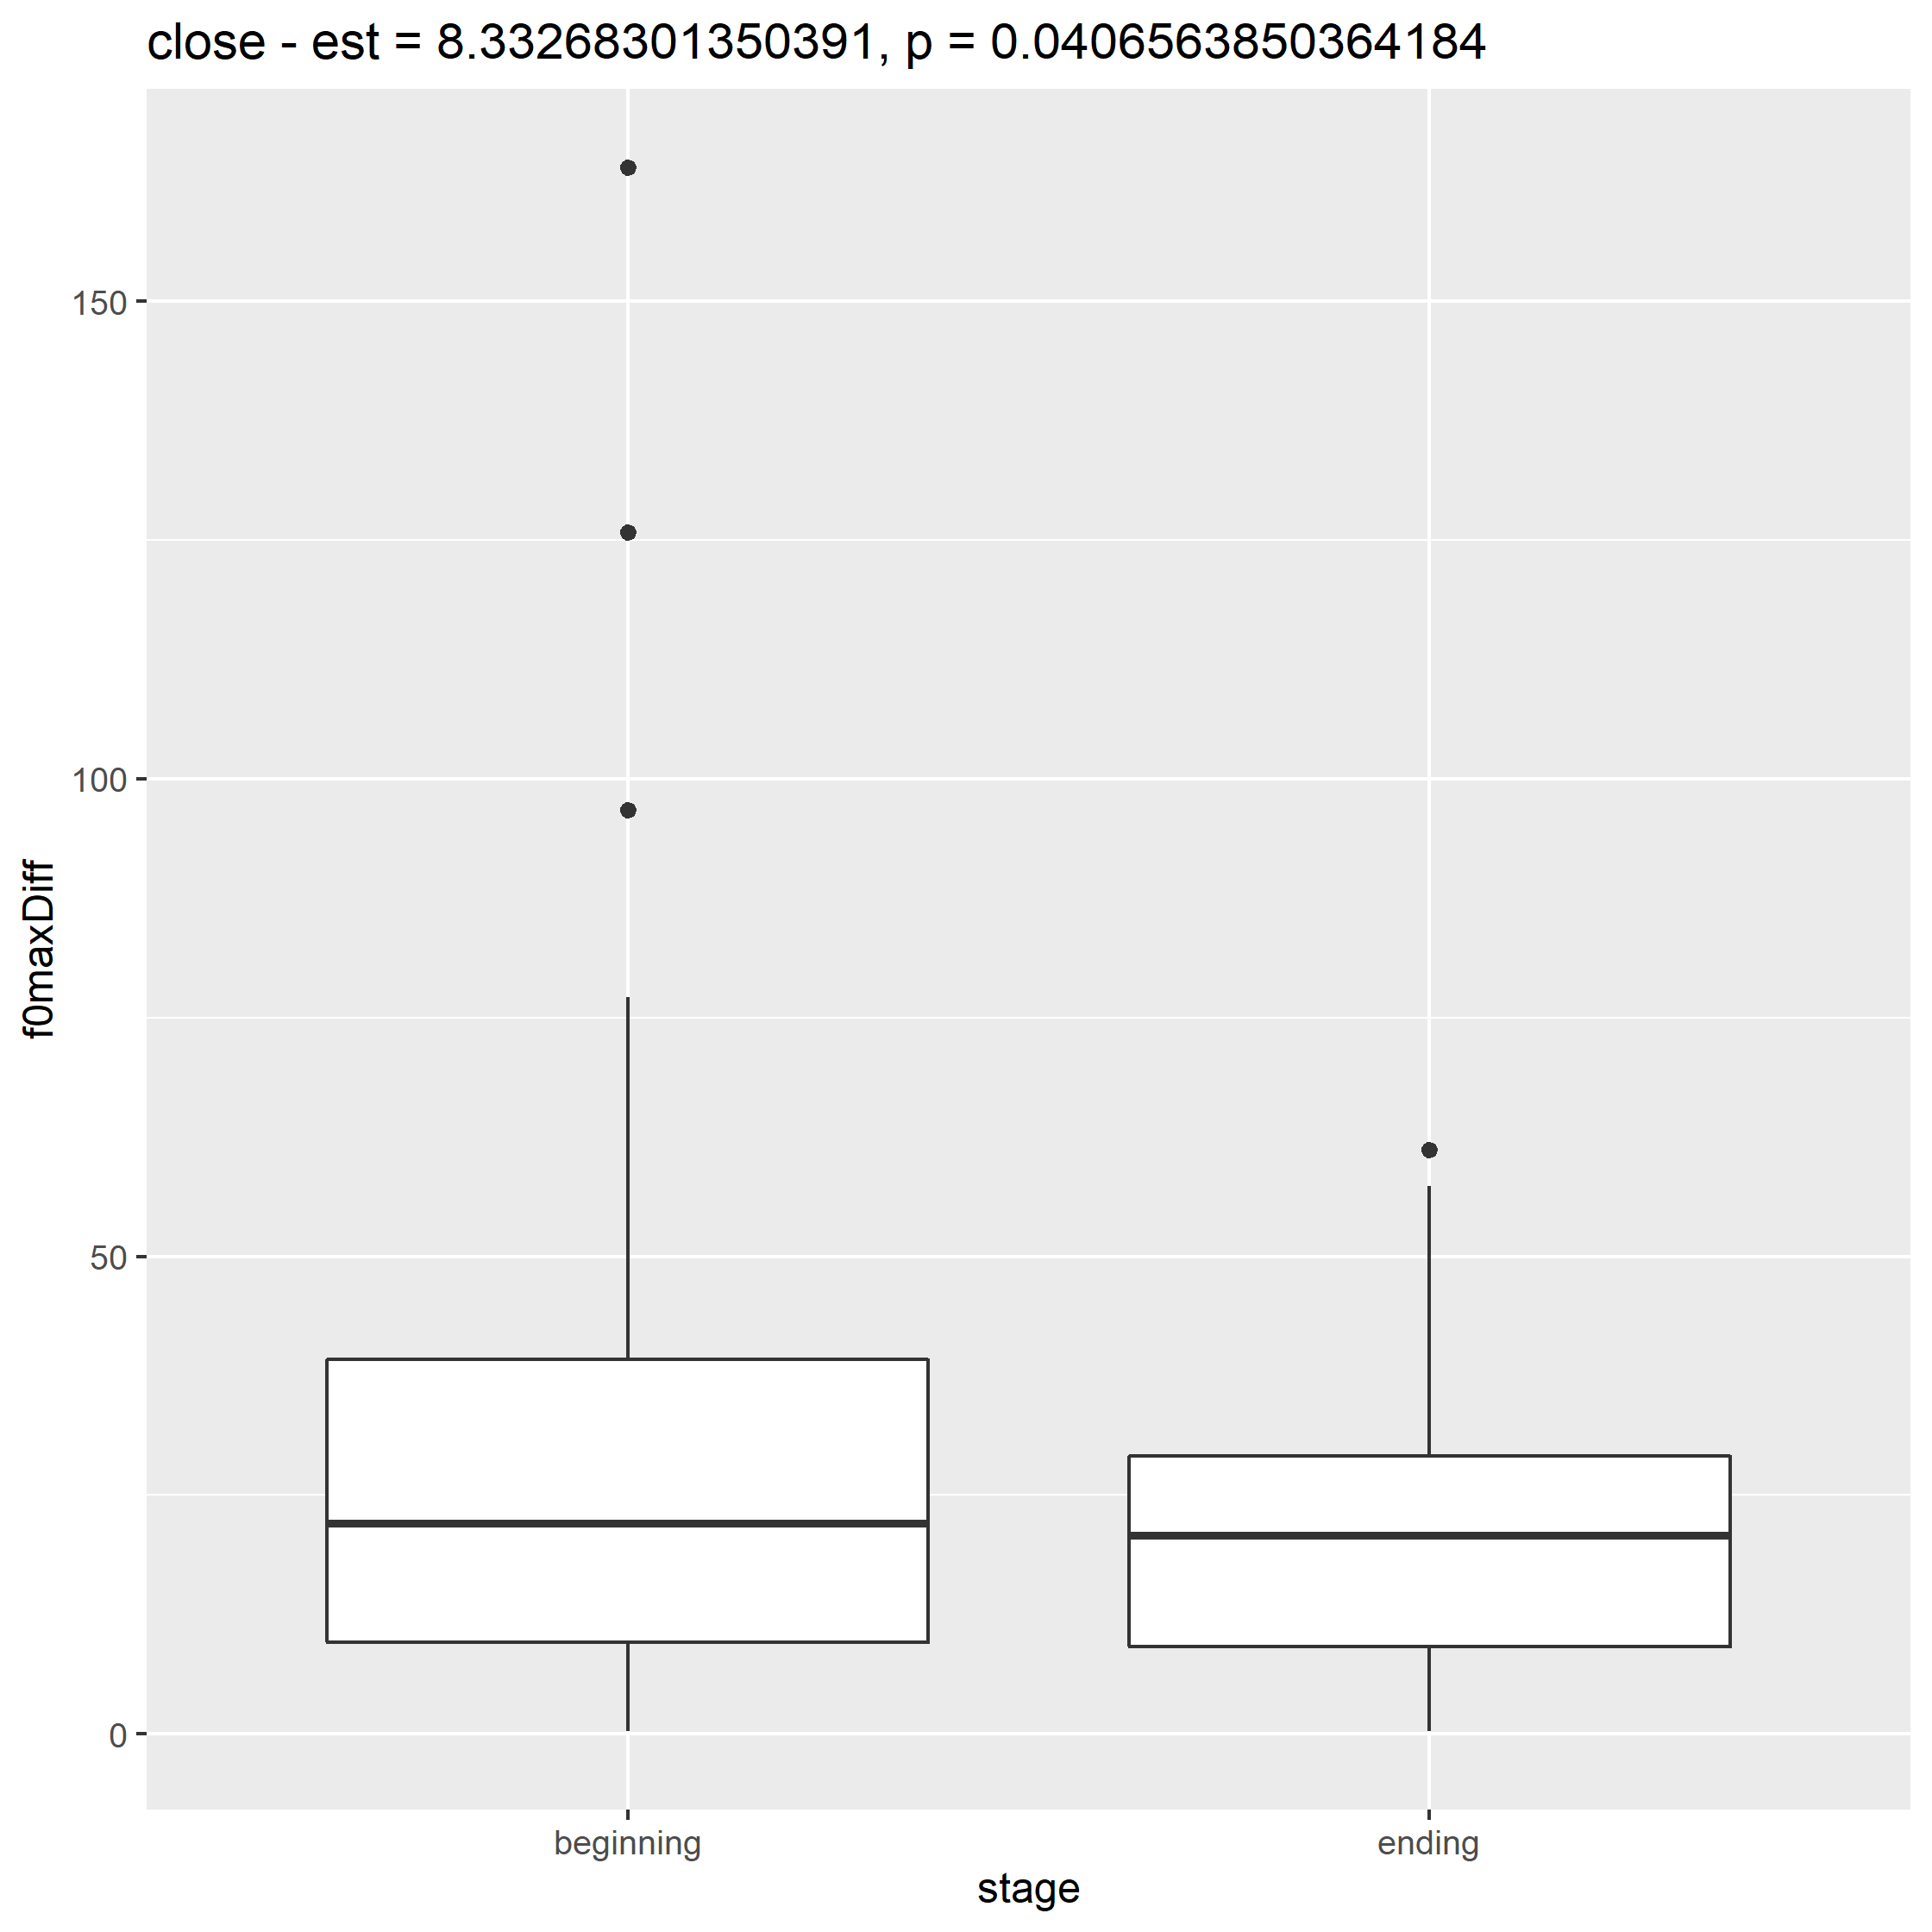 close - est = 8.33268301350391, p = 0.0406563850364184
f0maxDiff
150
100
50
0
beginning ending
stage